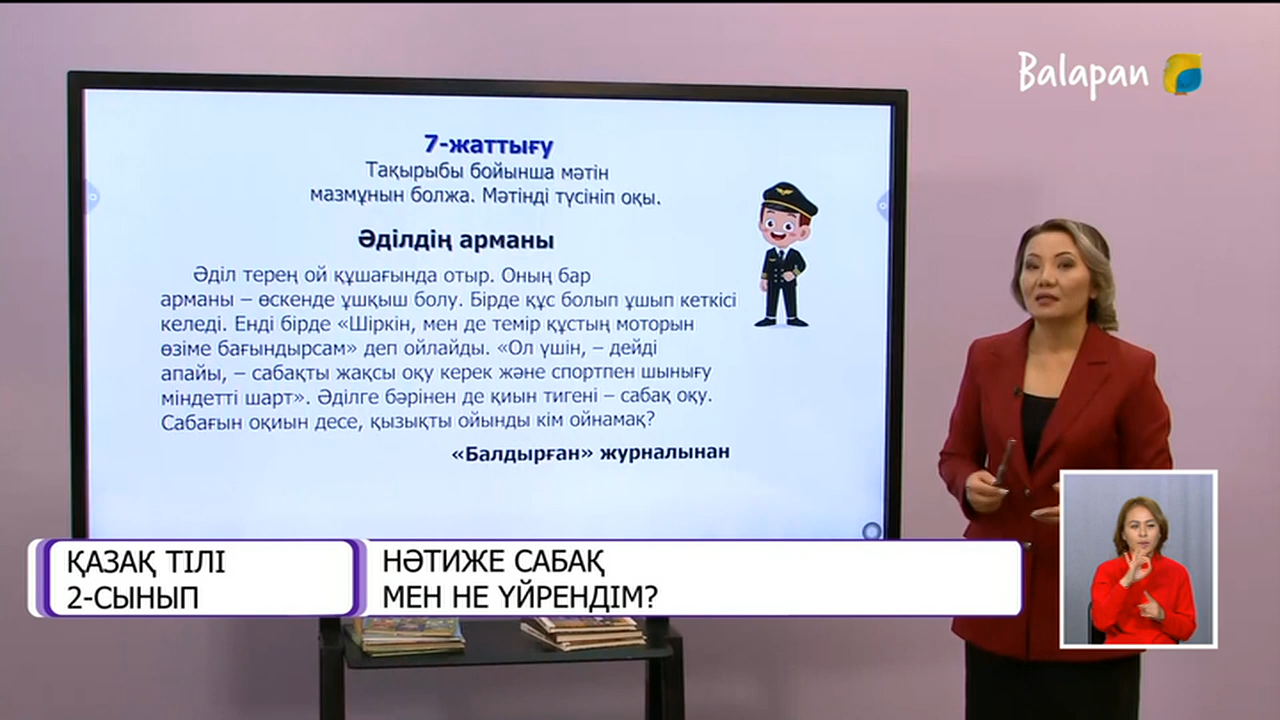 Balapan
7-жаттығу
Тақырыбы бойынша мәтін
мазмұнын болжа. Мәтінді түсініп оқы.
Әділдің арманы
Әділ терең ой құшағында отыр. Оның бар
арманы – өскенде ұшқыш болу. Бірде құс болып ұшып кеткісі
келеді. Енді бірде «Шіркін, мен де темір құстың моторын
өзіме бағындырсам» деп ойлайды. «Ол үшін, – дейді
апайы, – сабақты жақсы оқу керек және спортпен шынығу
міндетті шарт». Әділге бәрінен де қиын тигені – сабақ оқу.
Сабағын оқиын десе, қызықты ойынды кім ойнамақ?
«Балдырған» журналынан
ҚАЗАҚ ТІЛІ
2-СЫНЫП
НӘТИЖЕ САБАҚ
МЕН НЕ ҮЙРЕНДІМ?